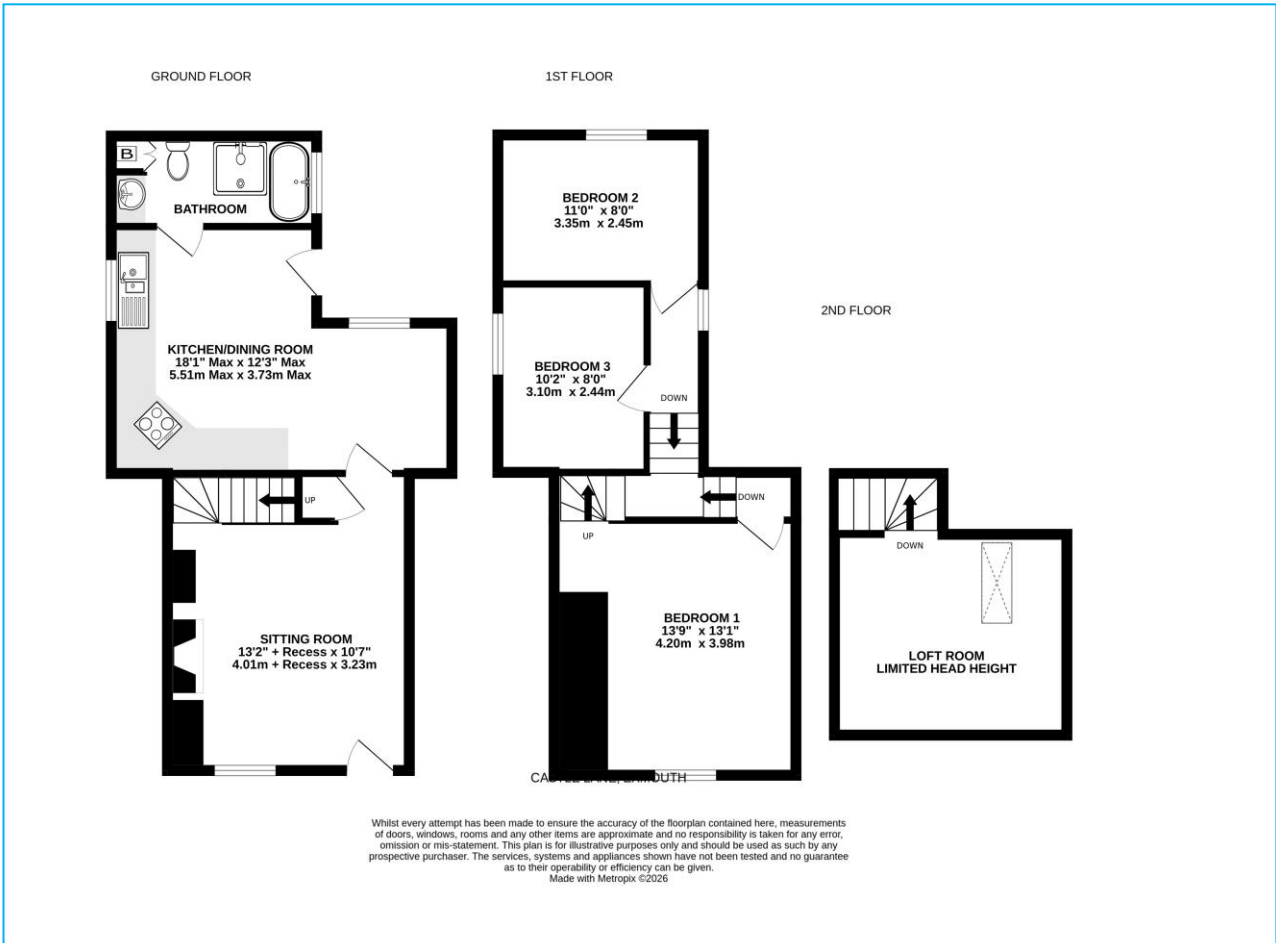 GROUND FLOOR
B
BATHROOM
KITCHEN/DINING ROOM
18'1" Max x 12'3" Max
5.51m Max x 3.73m Max
UP
SITTING ROOM
13'2" + Recess x 10'7"
4.01m + Recess x 3.23m
1ST FLOOR
BEDROOM 2
11'0" x 8'0"
3.35m x 2.45m
BEDROOM 3
10'2" x 8'0"
3.10m x 2.44m
DOWN
DOWN
UP
BEDROOM 1
13'9" x 13'1"
4.20m x 3.98m
2ND FLOOR
DOWN
LOFT ROOM
LIMITED HEAD HEIGHT
Whilst every attempt has been made to ensure the accuracy of the floorplan contained here, measurements
of doors, windows, rooms and any other items are approximate and no responsibility is taken for any error,
omission or mis-statement. This plan is for illustrative purposes only and should be used as such by any
prospective purchaser. The services, systems and appliances shown have not been tested and no guarantee
as to their operability or efficiency can be given.
Made with Metropix ©2026